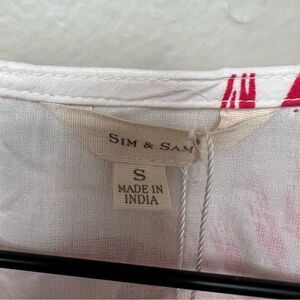 SIM & SAM®
S
MADE IN
INDIA